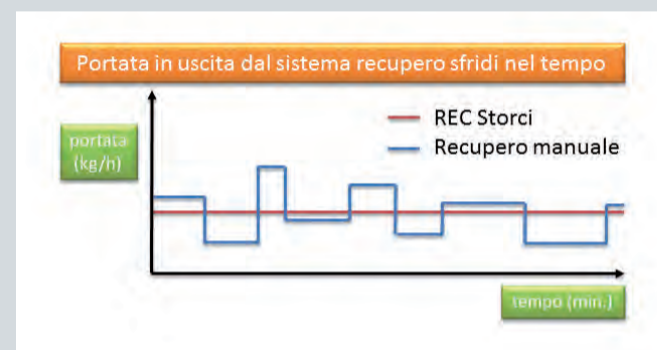 Portata in uscita dal sistema recupero sfridi nel tempo
REC Storci
Recupero manuale
portata
(kg/h)
tempo (min.)